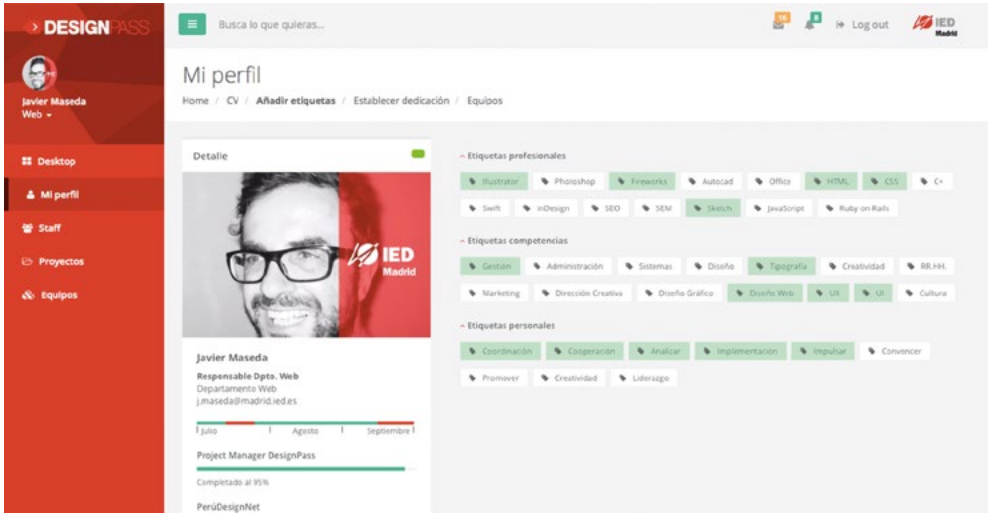 DESIGNPASS
Busca lo que quieras...
16
8
Log out
IED
Madrid
Javier Maseda
Web
Mi perfil
Home / CV / Añadir etiquetas / Establecer dedicación / Equipos
Desktop
Mi perfil
Staff
Proyectos
Equipos
Detalle
IED
Madrid
Javier Maseda
Responsable Dpto. Web
Departamento Web
j.maseda@madrid.ied.es
Julio Agosto Septiembre
Project Manager DesignPass
Completado al 95%
PerúDesignNet
Etiquetas profesionales
Illustrator Photoshop Fireworks Autocad Office HTML CSS C+
Swift InDesign SEO SEM Sketch JavaScript Ruby on Rails
Etiquetas competencias
Gestión Administración Sistemas Diseño Tipografía Creatividad RR.HH.
Marketing Dirección Creativa Diseño Gráfico Diseño Web UX UI Cultura
Etiquetas personales
Coordinación Cooperación Analizar Implementación Impulsar Convencer
Promover Creatividad Liderazgo